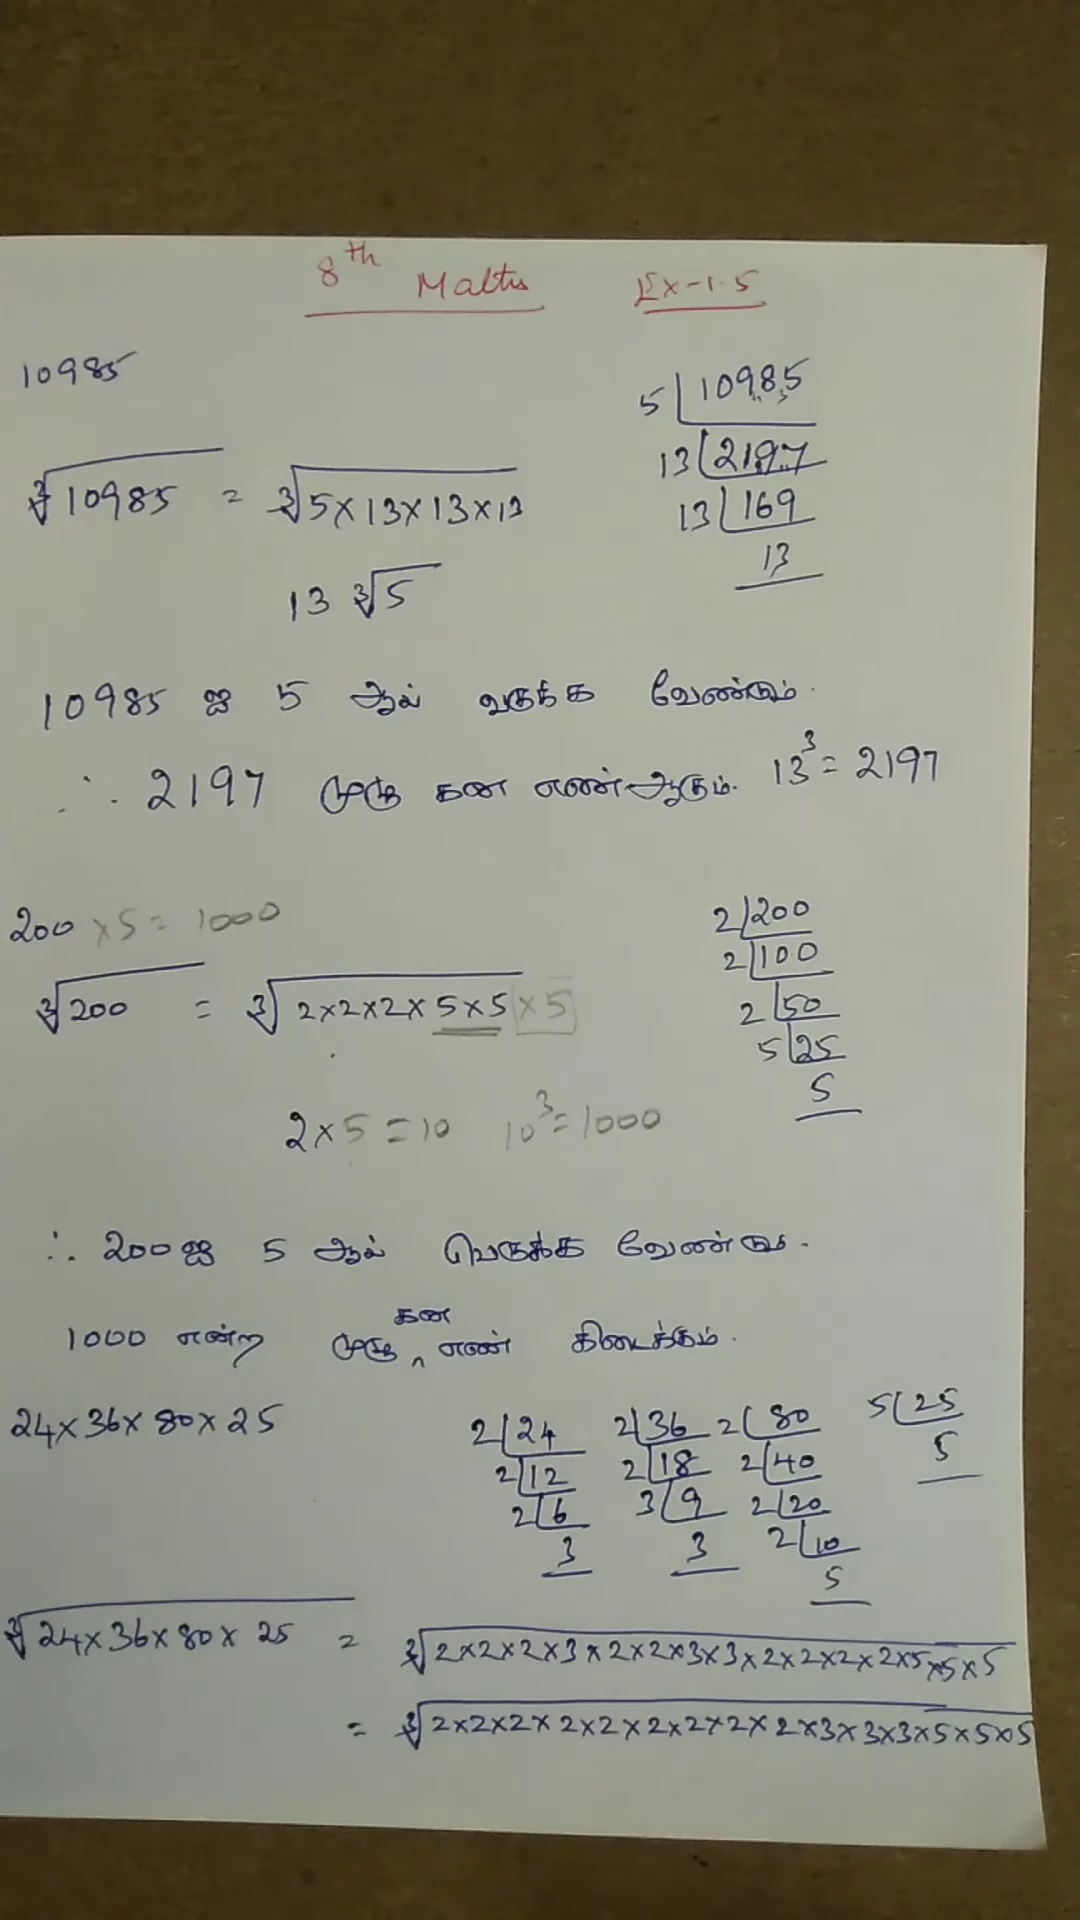 8th Maths Ex-1.5
10985
5 | 10985
13 | 2197
13 | 169
13
∛10985 = ∛5×13×13×13
13 ∛5
10985 ஐ 5 ஆல் வகுக்க வேண்டும்.
∴ 2197 முழு கன எண் ஆகும். 13³ = 2197
200 × 5 = 1000
2 | 200
2 | 100
2 | 50
5 | 25
5
∛200 = ∛2×2×2×5×5×5
2×5 = 10 10³ = 1000
∴ 200 ஐ 5 ஆல் பெருக்க வேண்டும்.
1000 என்ற முழு கன எண் கிடைக்கும்.
24×36×80×25
2 | 24 2 | 36 2 | 80 5 | 25
2 | 12 2 | 18 2 | 40 5
2 | 6 3 | 9 2 | 20
3 3 2 | 10
5
∛24×36×80×25 = ∛2×2×2×3×2×2×3×3×2×2×2×2×5×5×5
= ∛2×2×2×2×2×2×2×2×2×3×3×3×5×5×5